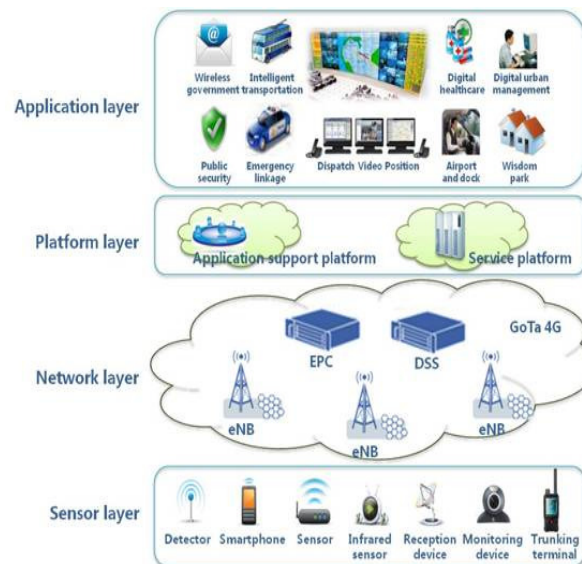 Application layer
Wireless government
Intelligent transportation
Digital healthcare
Digital urban management
Public security
Emergency linkage
Dispatch Video Position
Airport and dock
Wisdom park
Platform layer
Application support platform
Service platform
Network layer
GoTa 4G
EPC
DSS
eNB
eNB
eNB
Sensor layer
Detector
Smartphone
Sensor
Infrared sensor
Reception device
Monitoring device
Trunking terminal